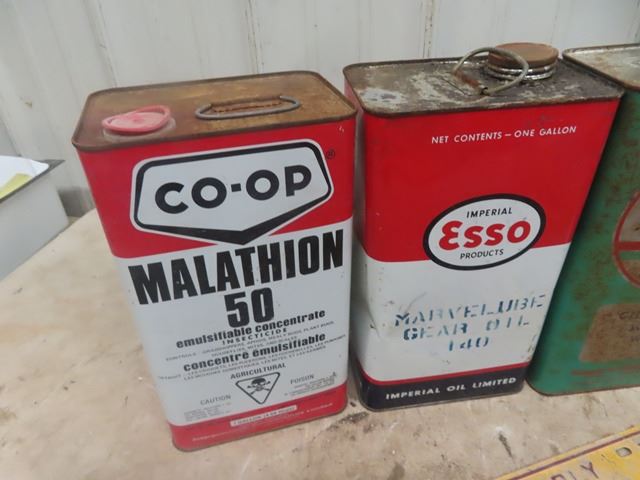 CO-OP
®
MALATHION
50
emulsifiable concentrate
INSECTICIDE
concentré émulsifiable
AGRICULTURAL
CAUTION
POISON
NET CONTENTS — ONE GALLON
IMPERIAL
Esso
PRODUCTS
MARVELUBE
GEAR OIL
140
IMPERIAL OIL LIMITED